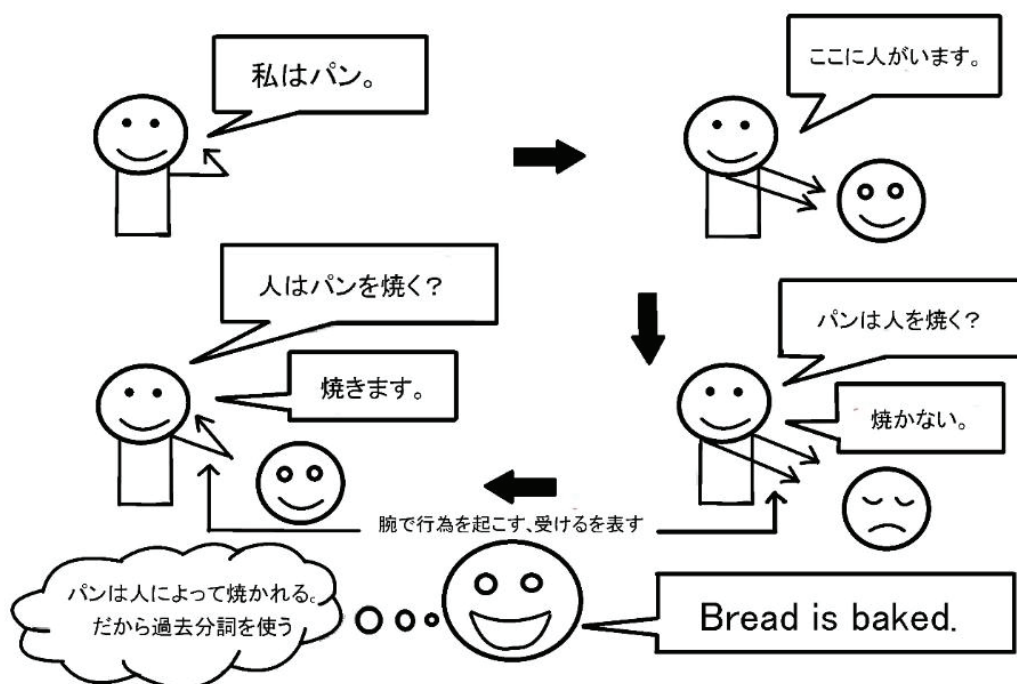 私はパン。
ここに人がいます。
パンは人を焼く?
焼かない。
人はパンを焼く?
焼きます。
腕で行為を起こす、受けるを表す
パンは人によって焼かれる。
だから過去分詞を使う
Bread is baked.